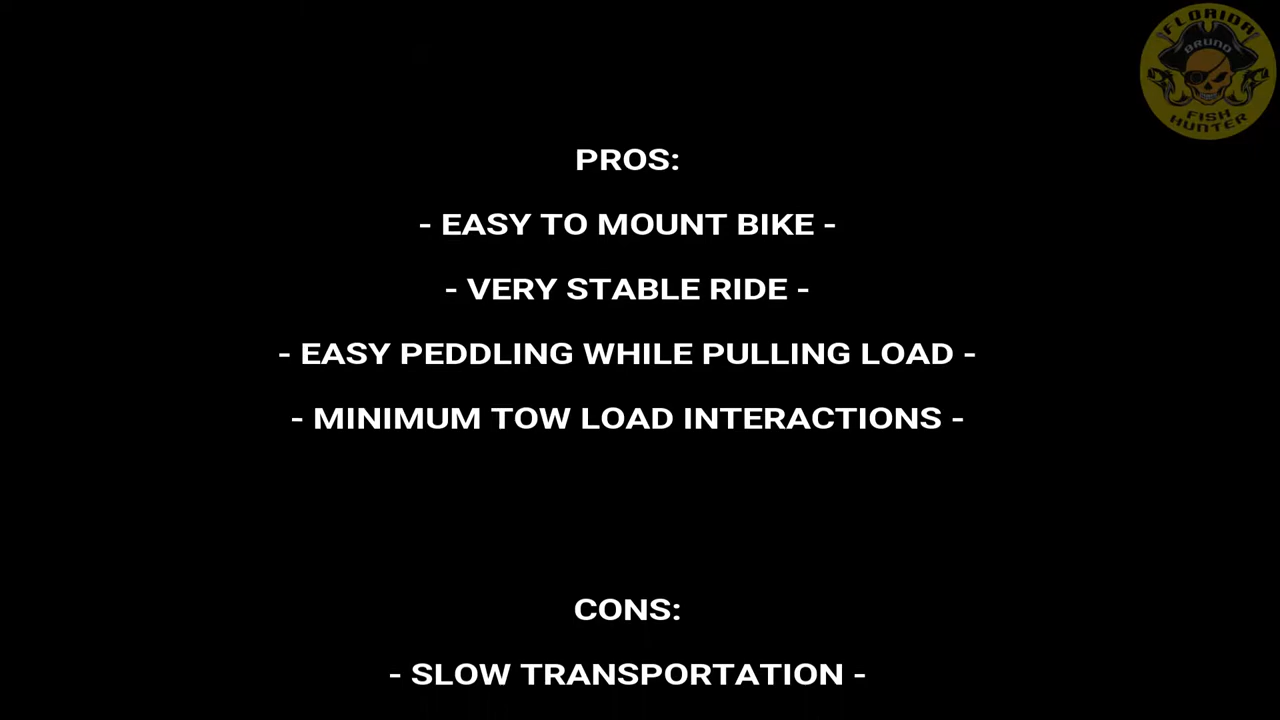 FLORIDA
BRUNO
FISH
HUNTER
PROS:
- EASY TO MOUNT BIKE -
- VERY STABLE RIDE -
- EASY PEDDLING WHILE PULLING LOAD -
- MINIMUM TOW LOAD INTERACTIONS -
CONS:
- SLOW TRANSPORTATION -